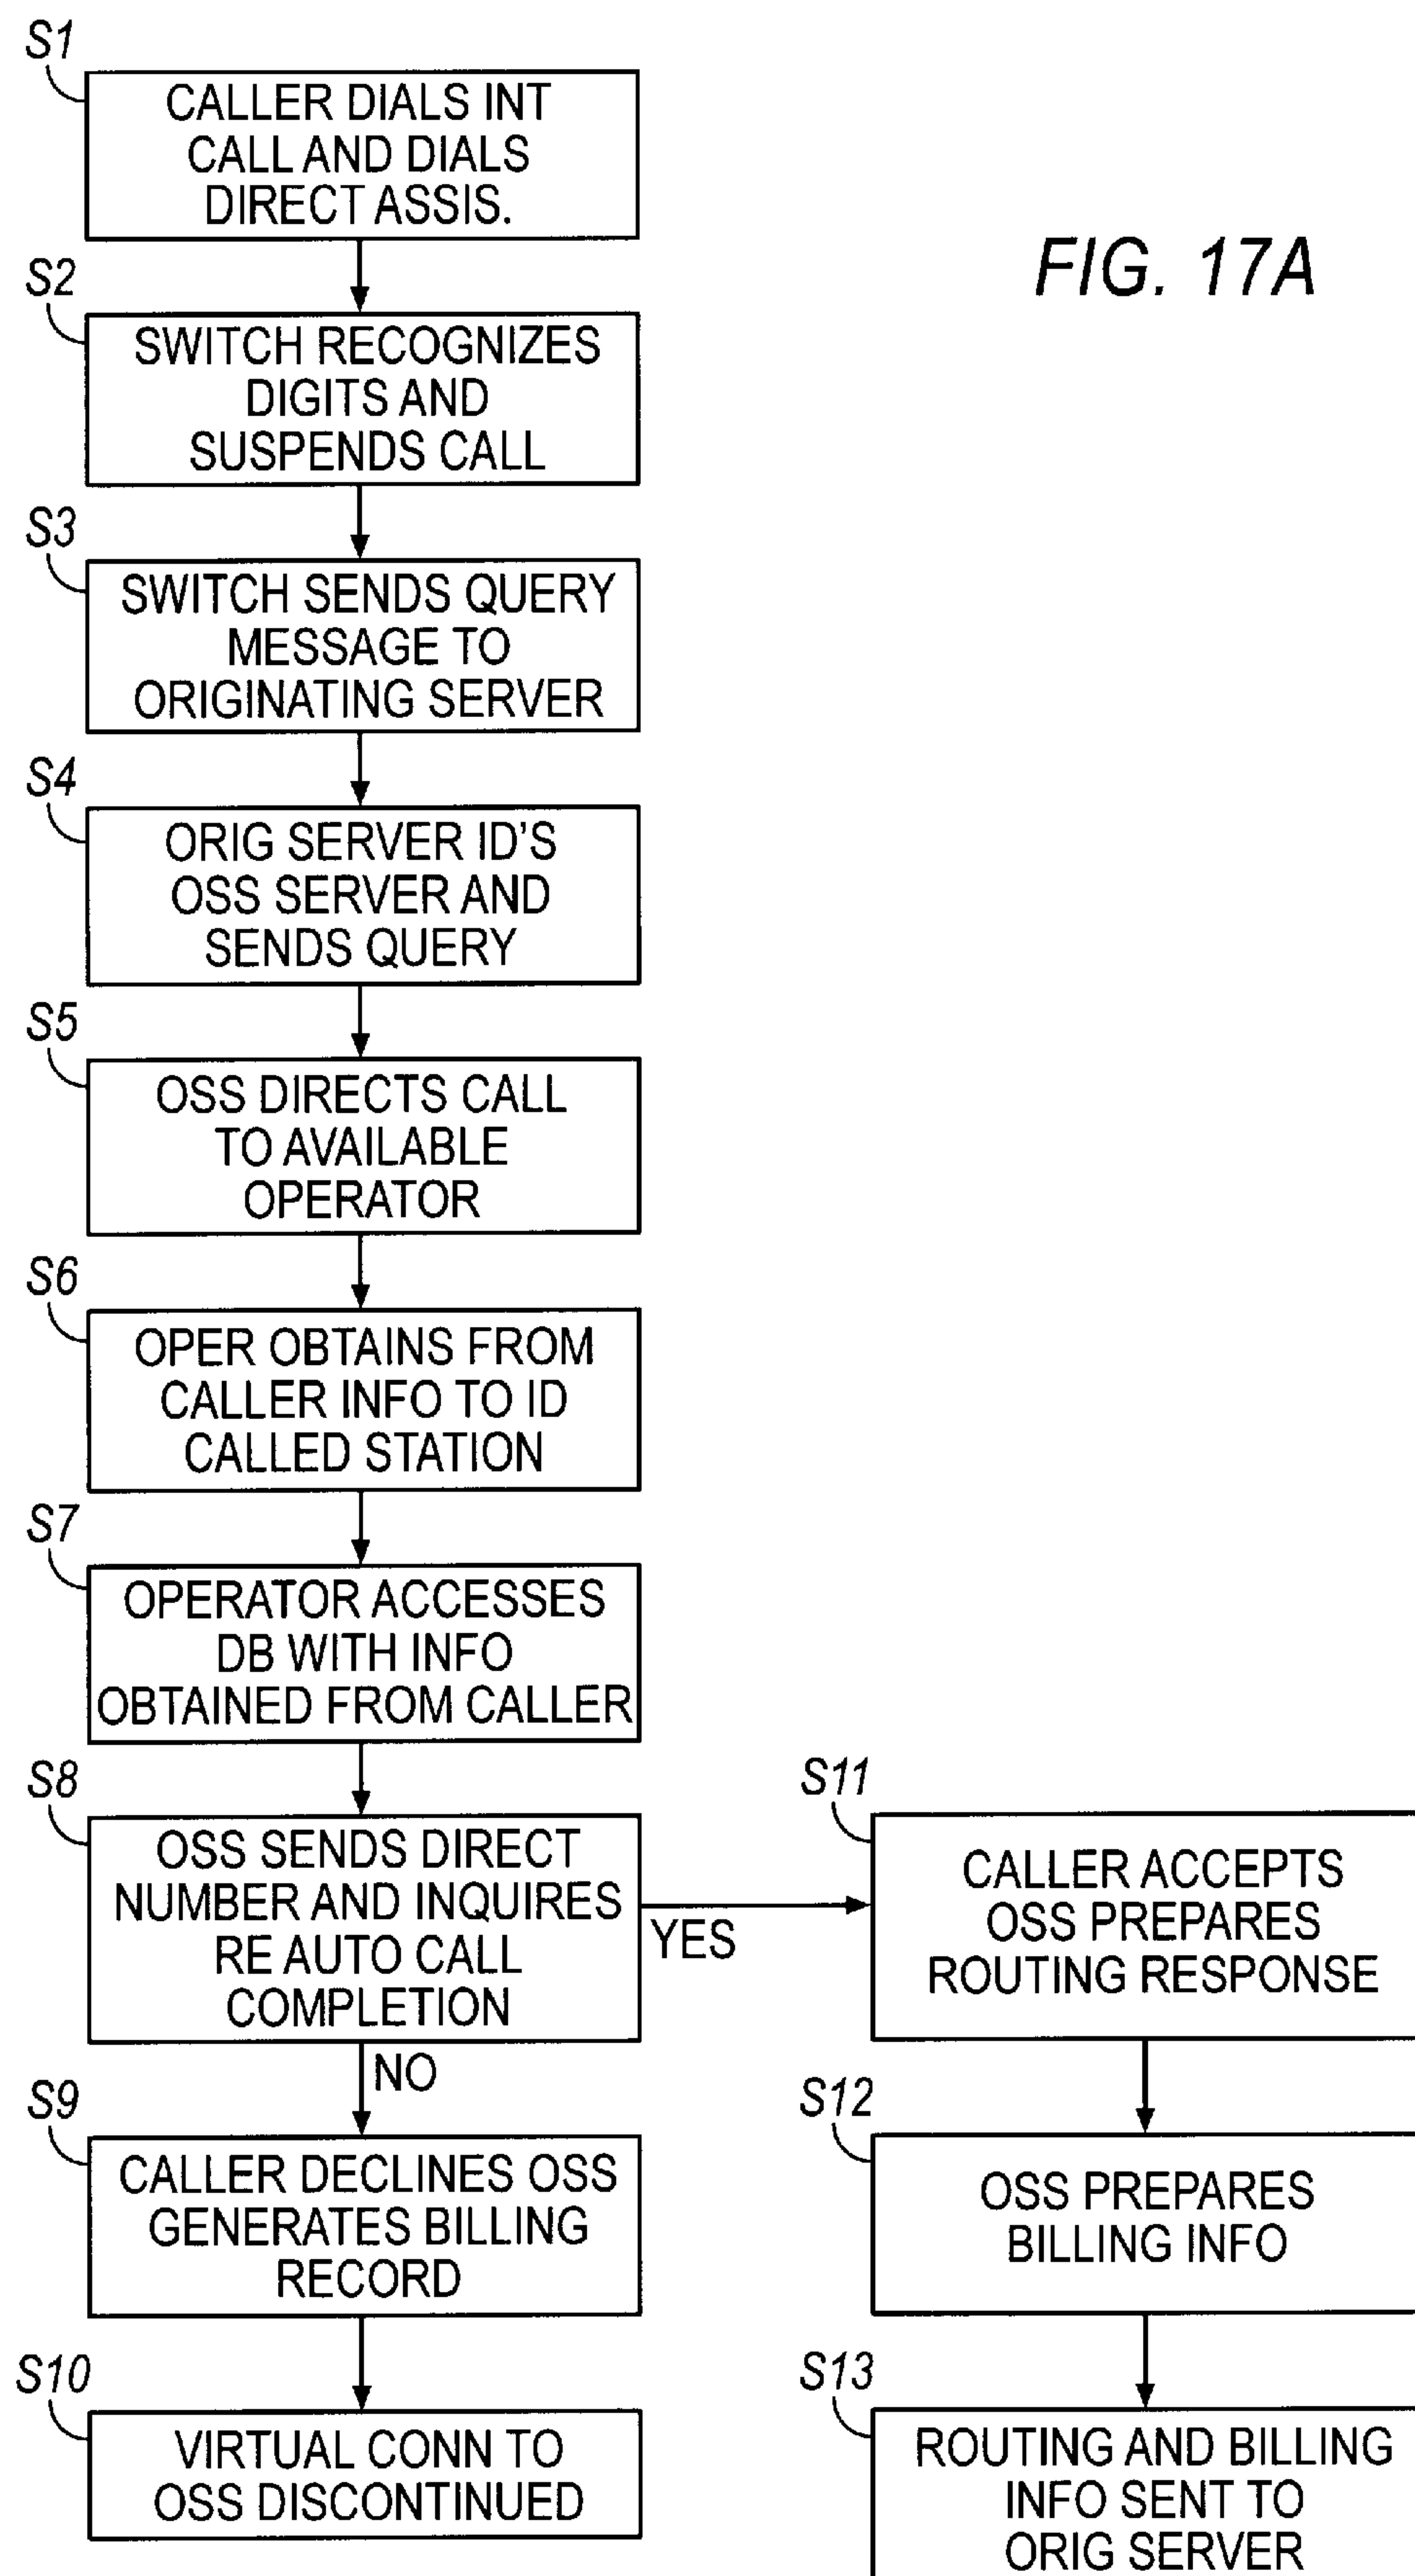 S1
CALLER DIALS INT
CALL AND DIALS
DIRECT ASSIS.
FIG. 17A
S2
SWITCH RECOGNIZES
DIGITS AND
SUSPENDS CALL
S3
SWITCH SENDS QUERY
MESSAGE TO
ORIGINATING SERVER
S4
ORIG SERVER ID'S
OSS SERVER AND
SENDS QUERY
S5
OSS DIRECTS CALL
TO AVAILABLE
OPERATOR
S6
OPER OBTAINS FROM
CALLER INFO TO ID
CALLED STATION
S7
OPERATOR ACCESSES
DB WITH INFO
OBTAINED FROM CALLER
S8
OSS SENDS DIRECT
NUMBER AND INQUIRES
RE AUTO CALL
COMPLETION
YES
NO
S9
CALLER DECLINES OSS
GENERATES BILLING
RECORD
S10
VIRTUAL CONN TO
OSS DISCONTINUED
S11
CALLER ACCEPTS
OSS PREPARES
ROUTING RESPONSE
S12
OSS PREPARES
BILLING INFO
S13
ROUTING AND BILLING
INFO SENT TO
ORIG SERVER